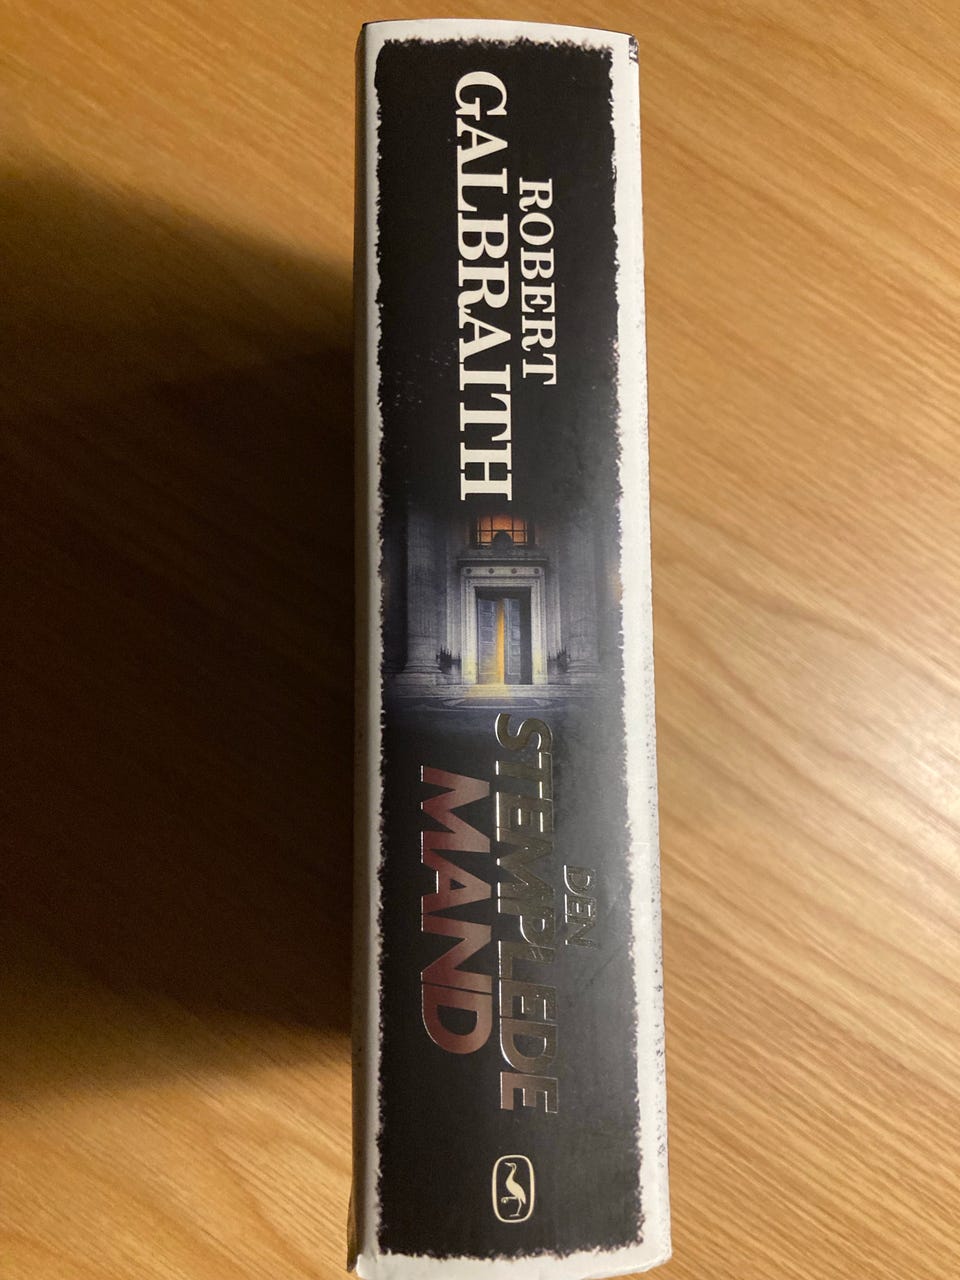 ROBERT
GALBRAITH
DEN
STEMPLEDE
MAND